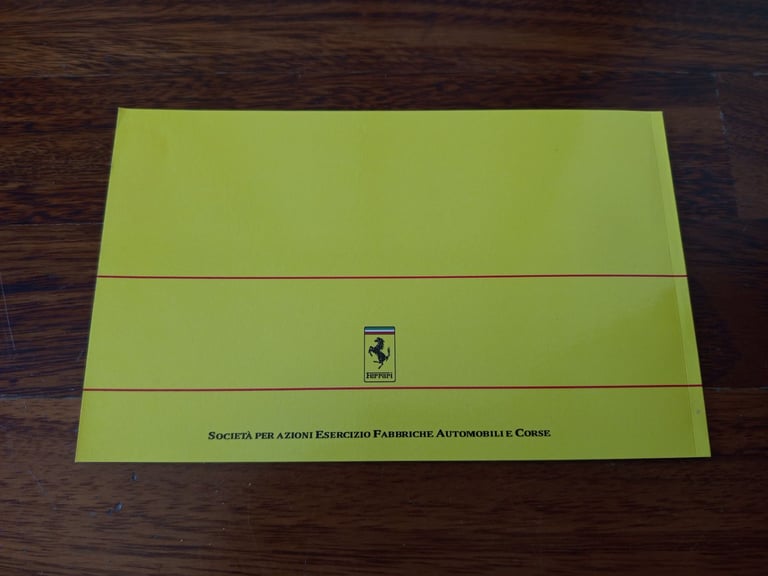 Ferrari
SOCIETÀ PER AZIONI ESERCIZIO FABBRICHE AUTOMOBILI E CORSE